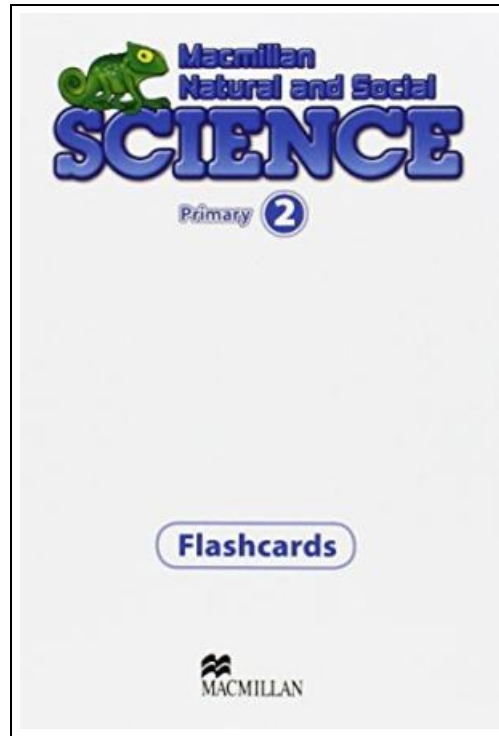 Macmillan
Natural and Social
SCIENCE
Primary 2
Flashcards
MACMILLAN